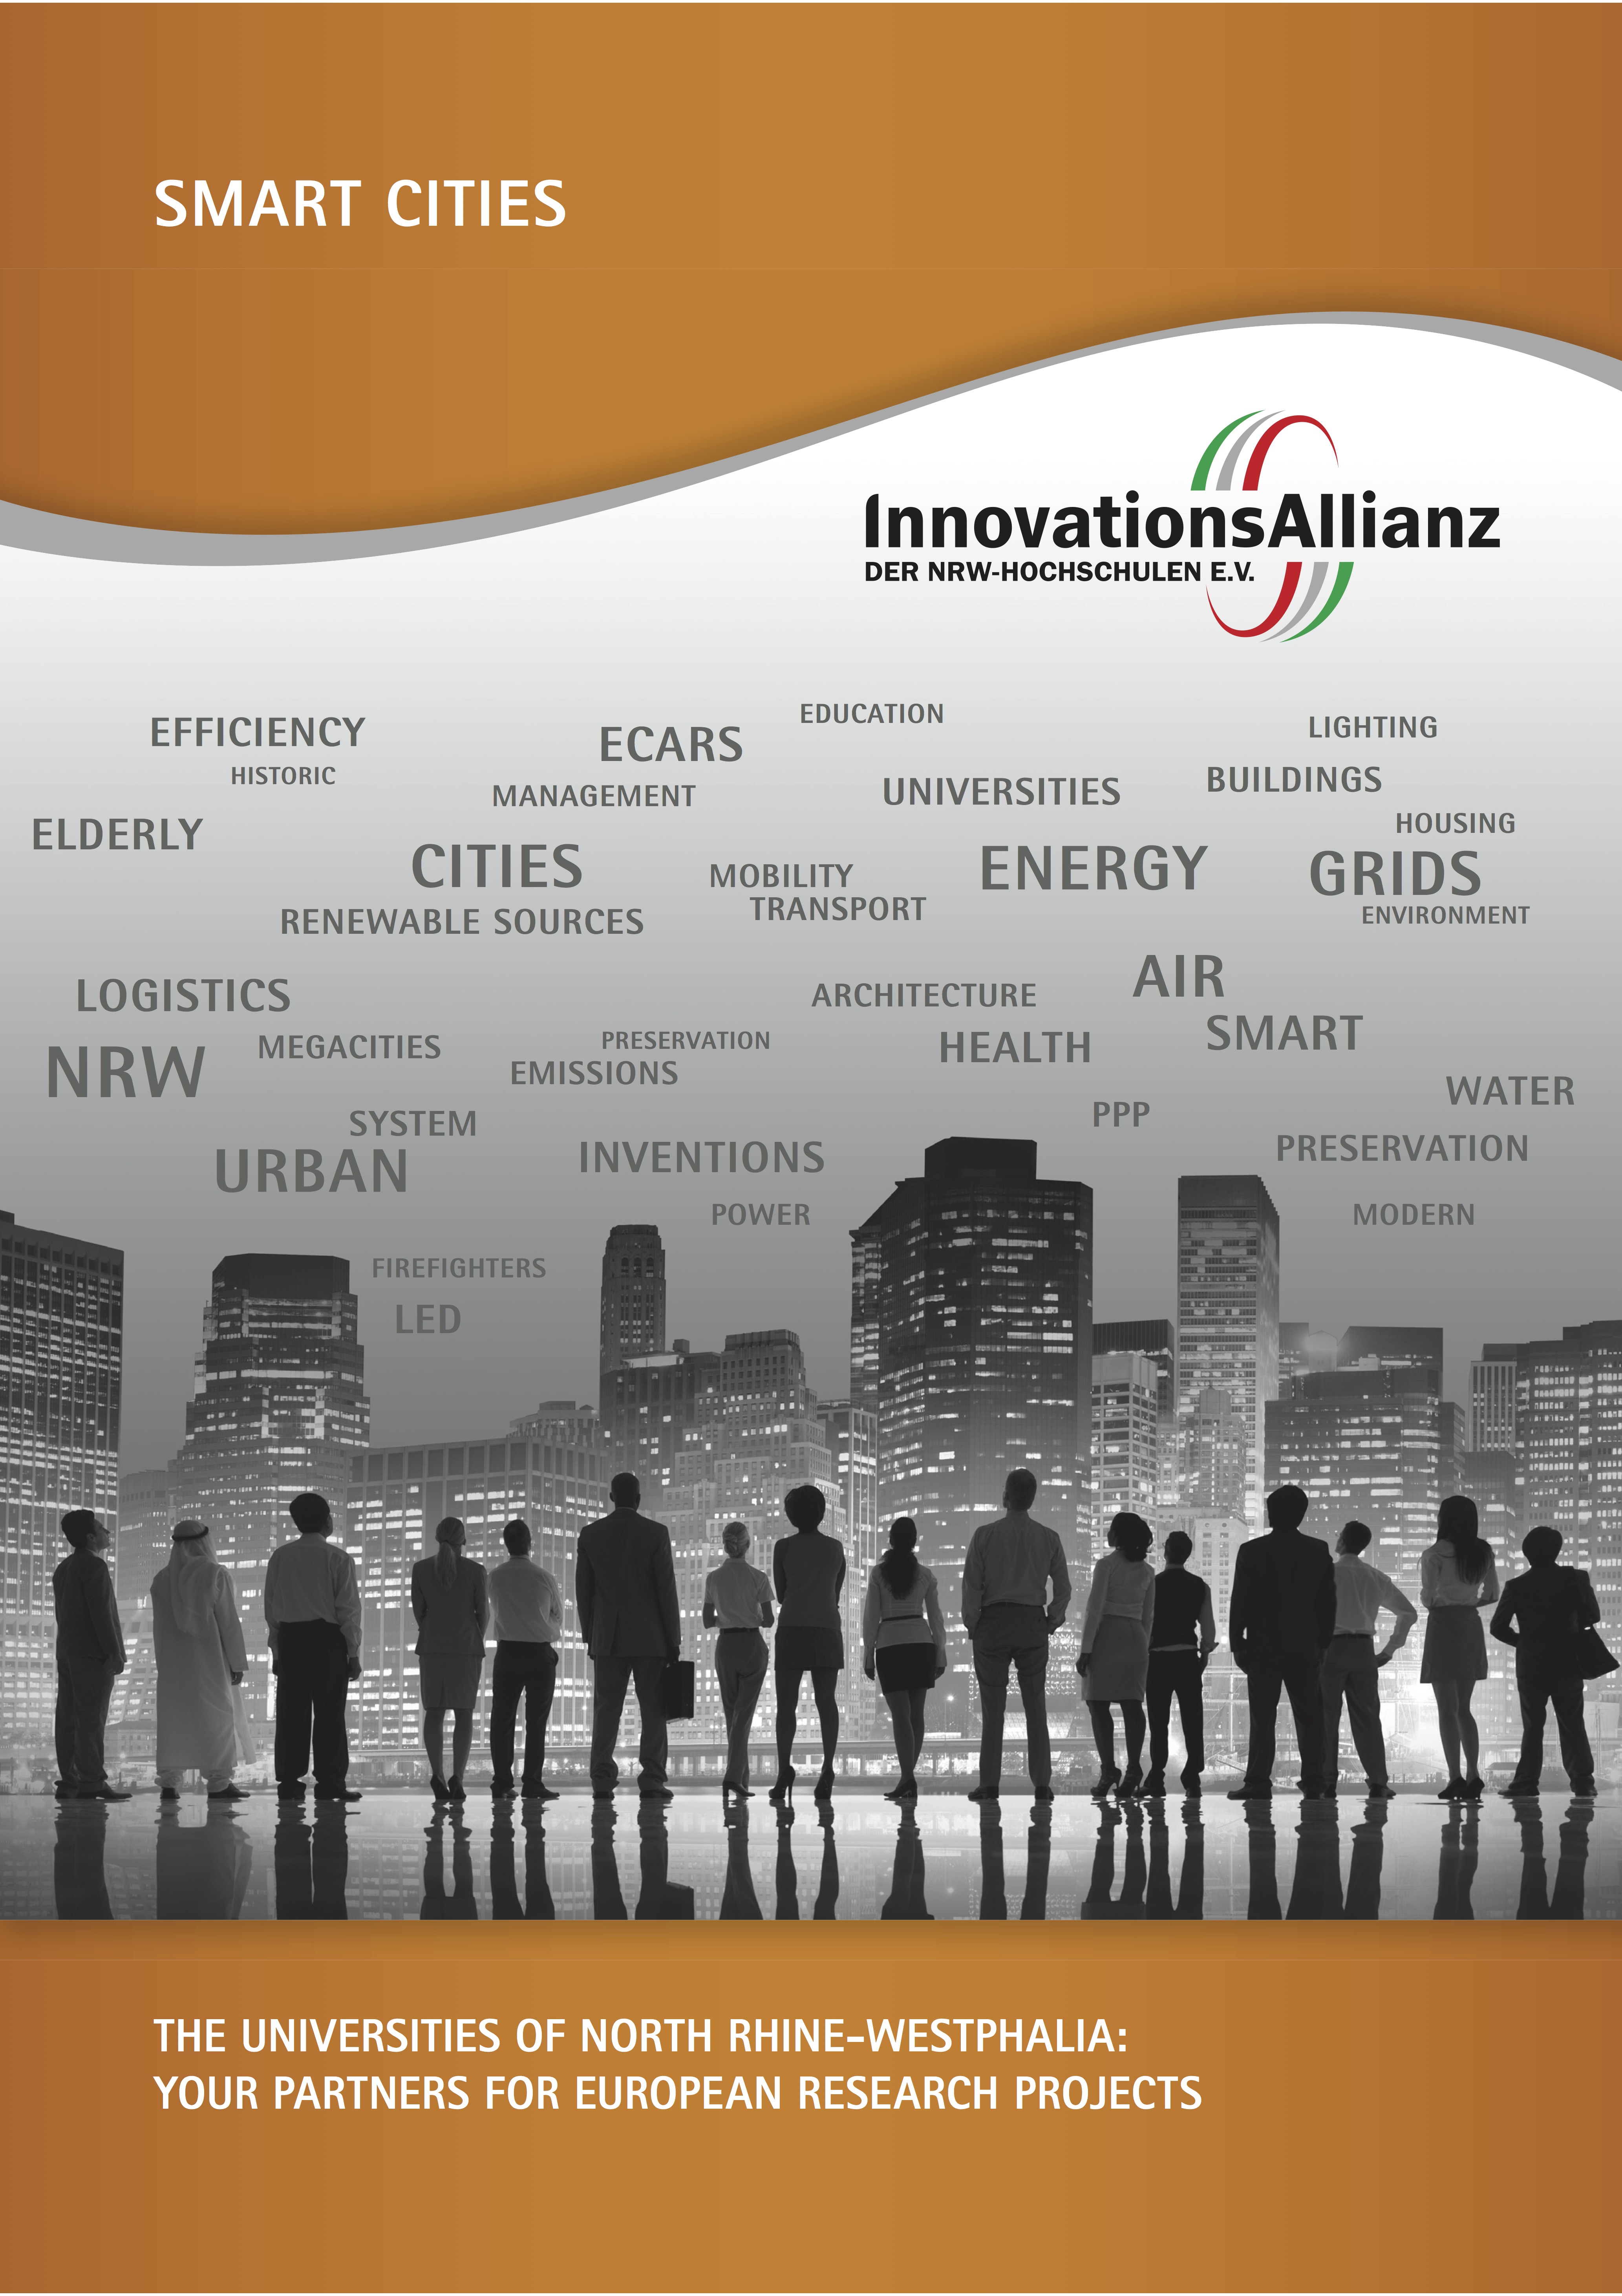 SMART CITIES
InnovationsAllianz
DER NRW-HOCHSCHULEN E.V.
EDUCATION
EFFICIENCY
ECARS
LIGHTING
HISTORIC
MANAGEMENT
UNIVERSITIES
BUILDINGS
ELDERLY
HOUSING
CITIES
MOBILITY
ENERGY
GRIDS
RENEWABLE SOURCES
TRANSPORT
ENVIRONMENT
AIR
LOGISTICS
ARCHITECTURE
SMART
NRW
MEGACITIES
PRESERVATION
HEALTH
EMISSIONS
WATER
SYSTEM
PPP
URBAN
INVENTIONS
PRESERVATION
POWER
MODERN
FIREFIGHTERS
LED
THE UNIVERSITIES OF NORTH RHINE-WESTPHALIA:
YOUR PARTNERS FOR EUROPEAN RESEARCH PROJECTS